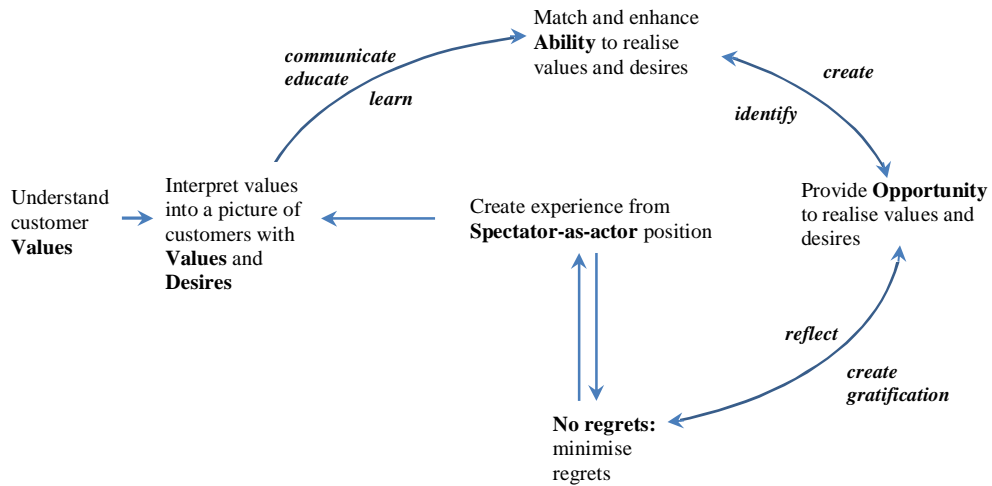 Match and enhance
Ability to realise
values and desires
communicate
educate
learn
create
identify
Understand
customer
Values
Interpret values
into a picture of
customers with
Values and
Desires
Create experience from
Spectator-as-actor position
Provide Opportunity
to realise values and
desires
reflect
create
gratification
No regrets:
minimise
regrets